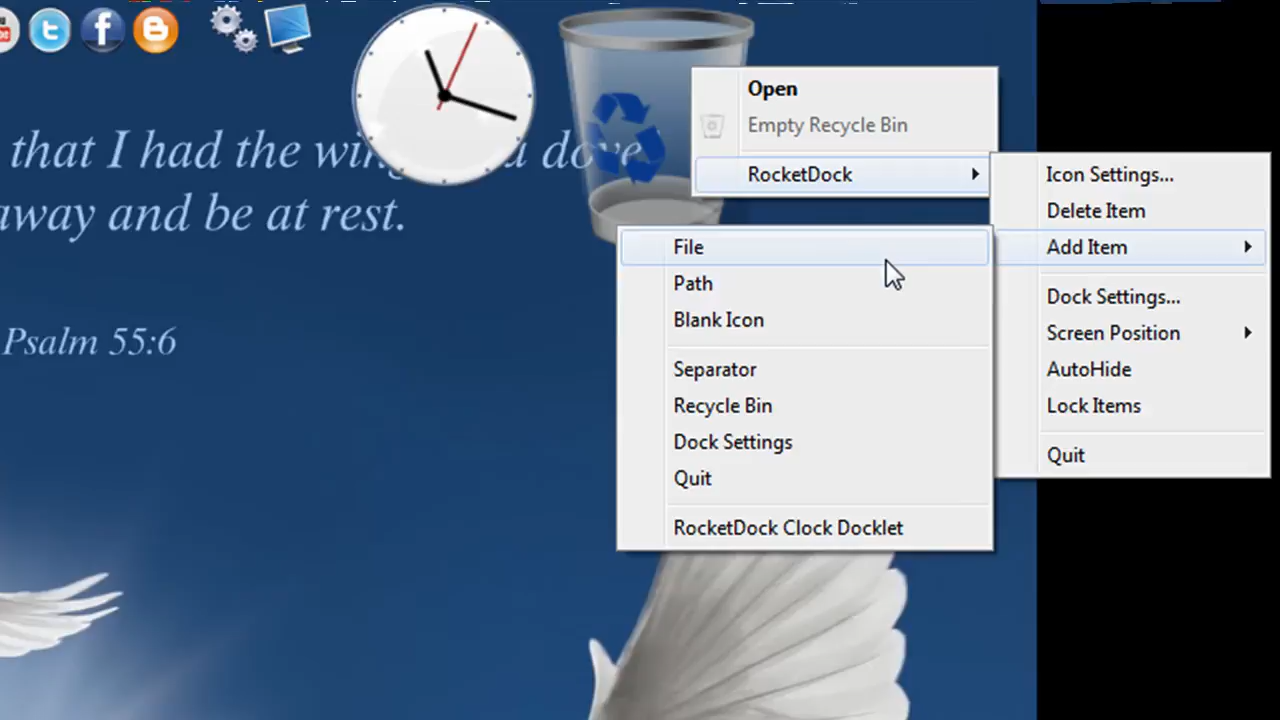 that I had the wings a dove
away and be at rest.
Psalm 55:6
Open
Empty Recycle Bin
RocketDock
Icon Settings...
Delete Item
Add Item
Dock Settings...
Screen Position
AutoHide
Lock Items
Quit
File
Path
Blank Icon
Separator
Recycle Bin
Dock Settings
Quit
RocketDock Clock Docklet